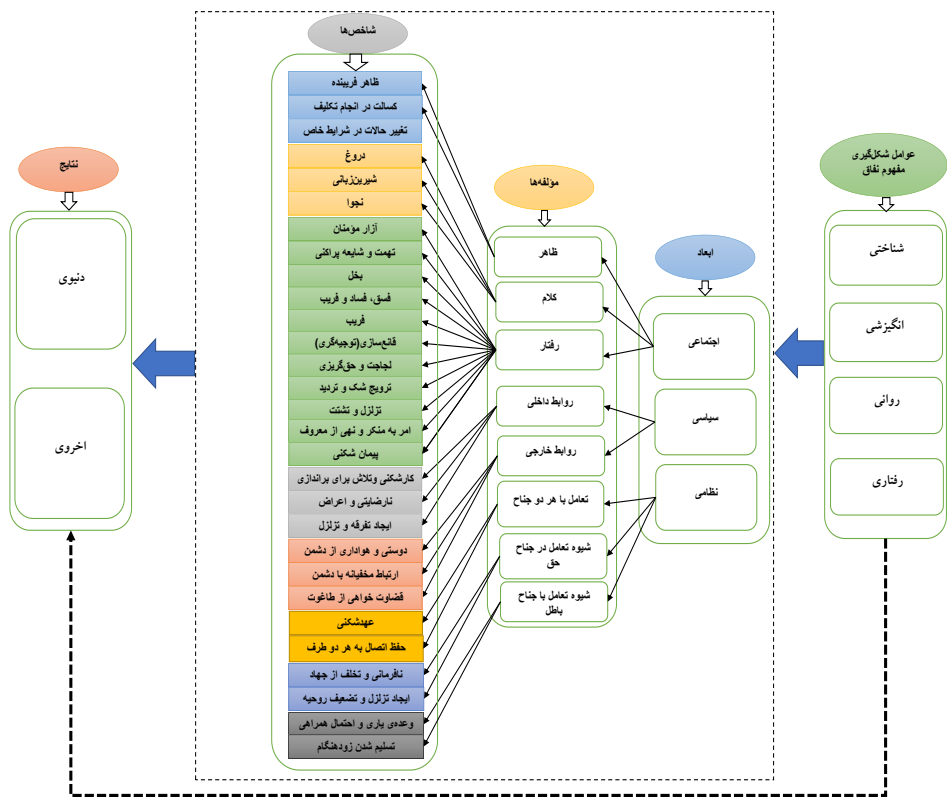 عوامل شکل‌گیری
مفهوم نفاق
شناختی
انگیزشی
روانی
رفتاری
ابعاد
اجتماعی
سیاسی
نظامی
مؤلفه‌ها
ظاهر
کلام
رفتار
روابط داخلی
روابط خارجی
تعامل با هر دو جناح
شیوه تعامل در جناح
حق
شیوه تعامل با جناح
باطل
شاخص‌ها
ظاهر فریبنده
کسالت در انجام تکلیف
تغییر حالات در شرایط خاص
دروغ
شیرین‌زبانی
نجوا
آزار مؤمنان
تهمت و شایعه پراکنی
بخل
فسق، فساد و فریب
فریب
قانع‌سازی(توجیه‌گری)
لجاجت و حق‌گریزی
ترویج شک و تردید
تزلزل و تشتت
امر به منکر و نهی از معروف
پیمان شکنی
کارشکنی وتلاش برای براندازی
نارضایتی و اعراض
ایجاد تفرقه و تزلزل
دوستی و هواداری از دشمن
ارتباط مخفیانه با دشمن
قضاوت خواهی از طاغوت
عهدشکنی
حفظ اتصال به هر دو طرف
نافرمانی و تخلف از جهاد
ایجاد تزلزل و تضعیف روحیه
وعده‌ی یاری و احتمال همراهی
تسلیم شدن زودهنگام
نتایج
دنیوی
اخروی